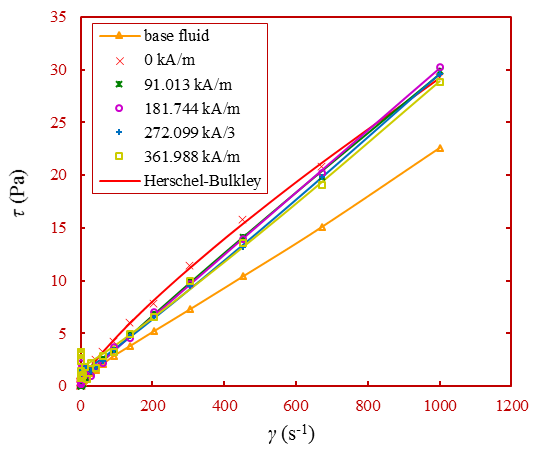 35
30
25
20
15
10
5
0
τ (Pa)
base fluid
0 kA/m
91.013 kA/m
181.744 kA/m
272.099 kA/3
361.988 kA/m
Herschel-Bulkley
0 200 400 600 800 1000 1200
γ (s-1)